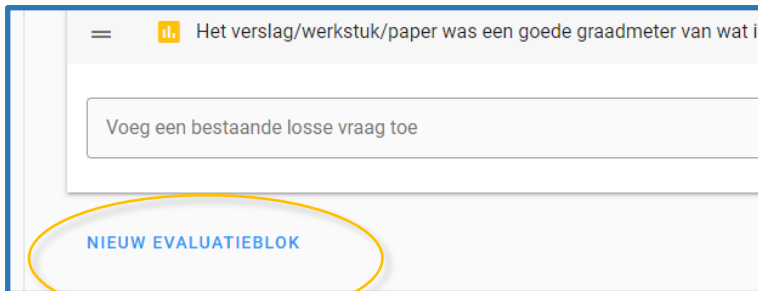 Het verslag/werkstuk/paper was een goede graadmeter van wat i
Voeg een bestaande losse vraag toe
NIEUW EVALUATIEBLOK